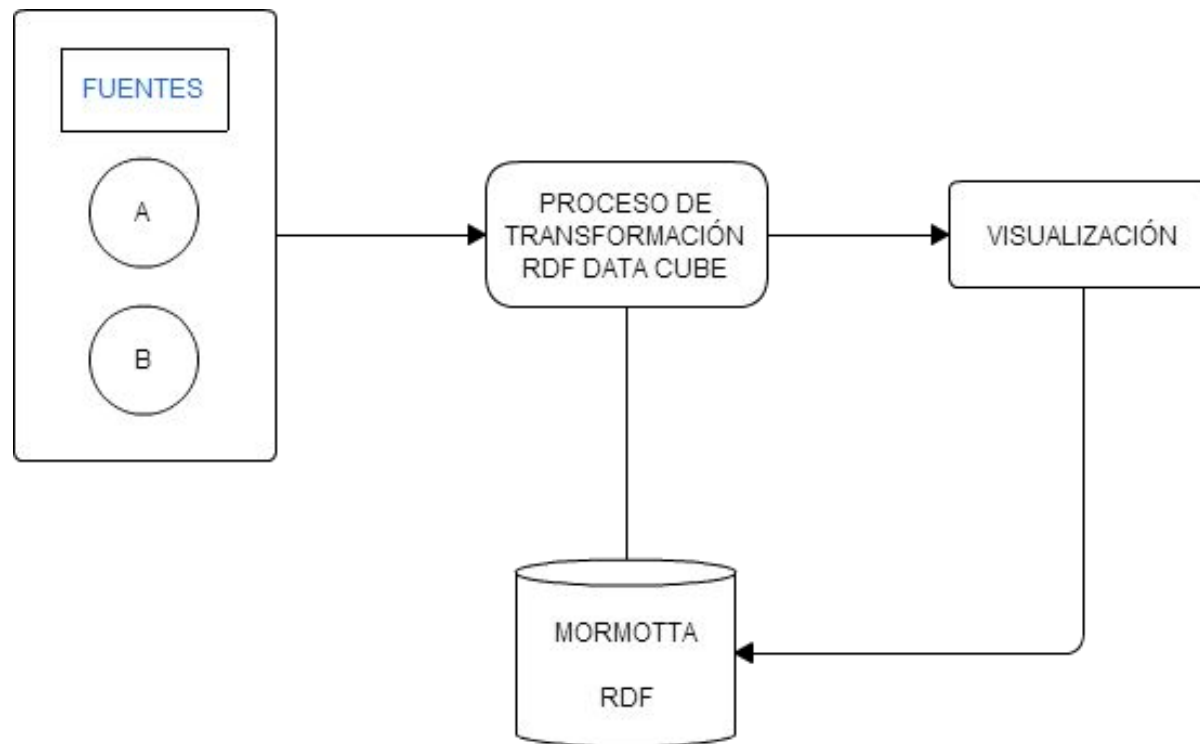 FUENTES
A
B
PROCESO DE
TRANSFORMACIÓN
RDF DATA CUBE
VISUALIZACIÓN
MORMOTTA
RDF